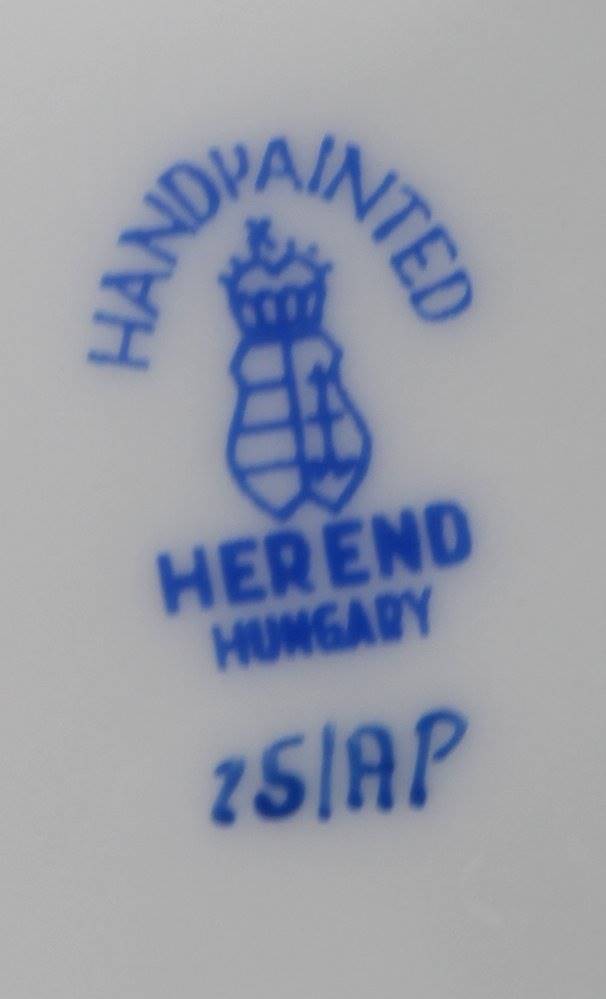 HANDPAINTED
HEREND
HUNGARY
25/AP